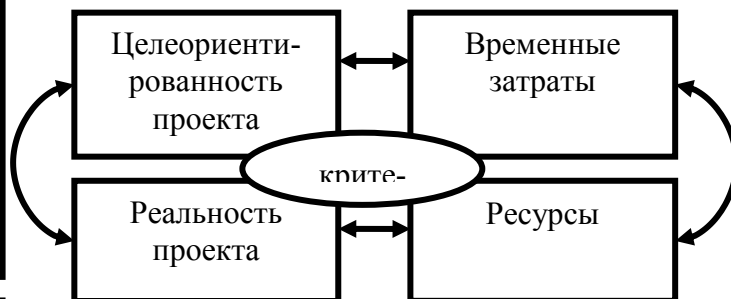 Целеориенти-
рованность
проекта
Временные
затраты
крите-
Реальность
проекта
Ресурсы